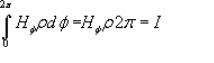 ∫₀^{2π} H_ϕ ρ d ϕ = H_ϕ ρ 2π = I